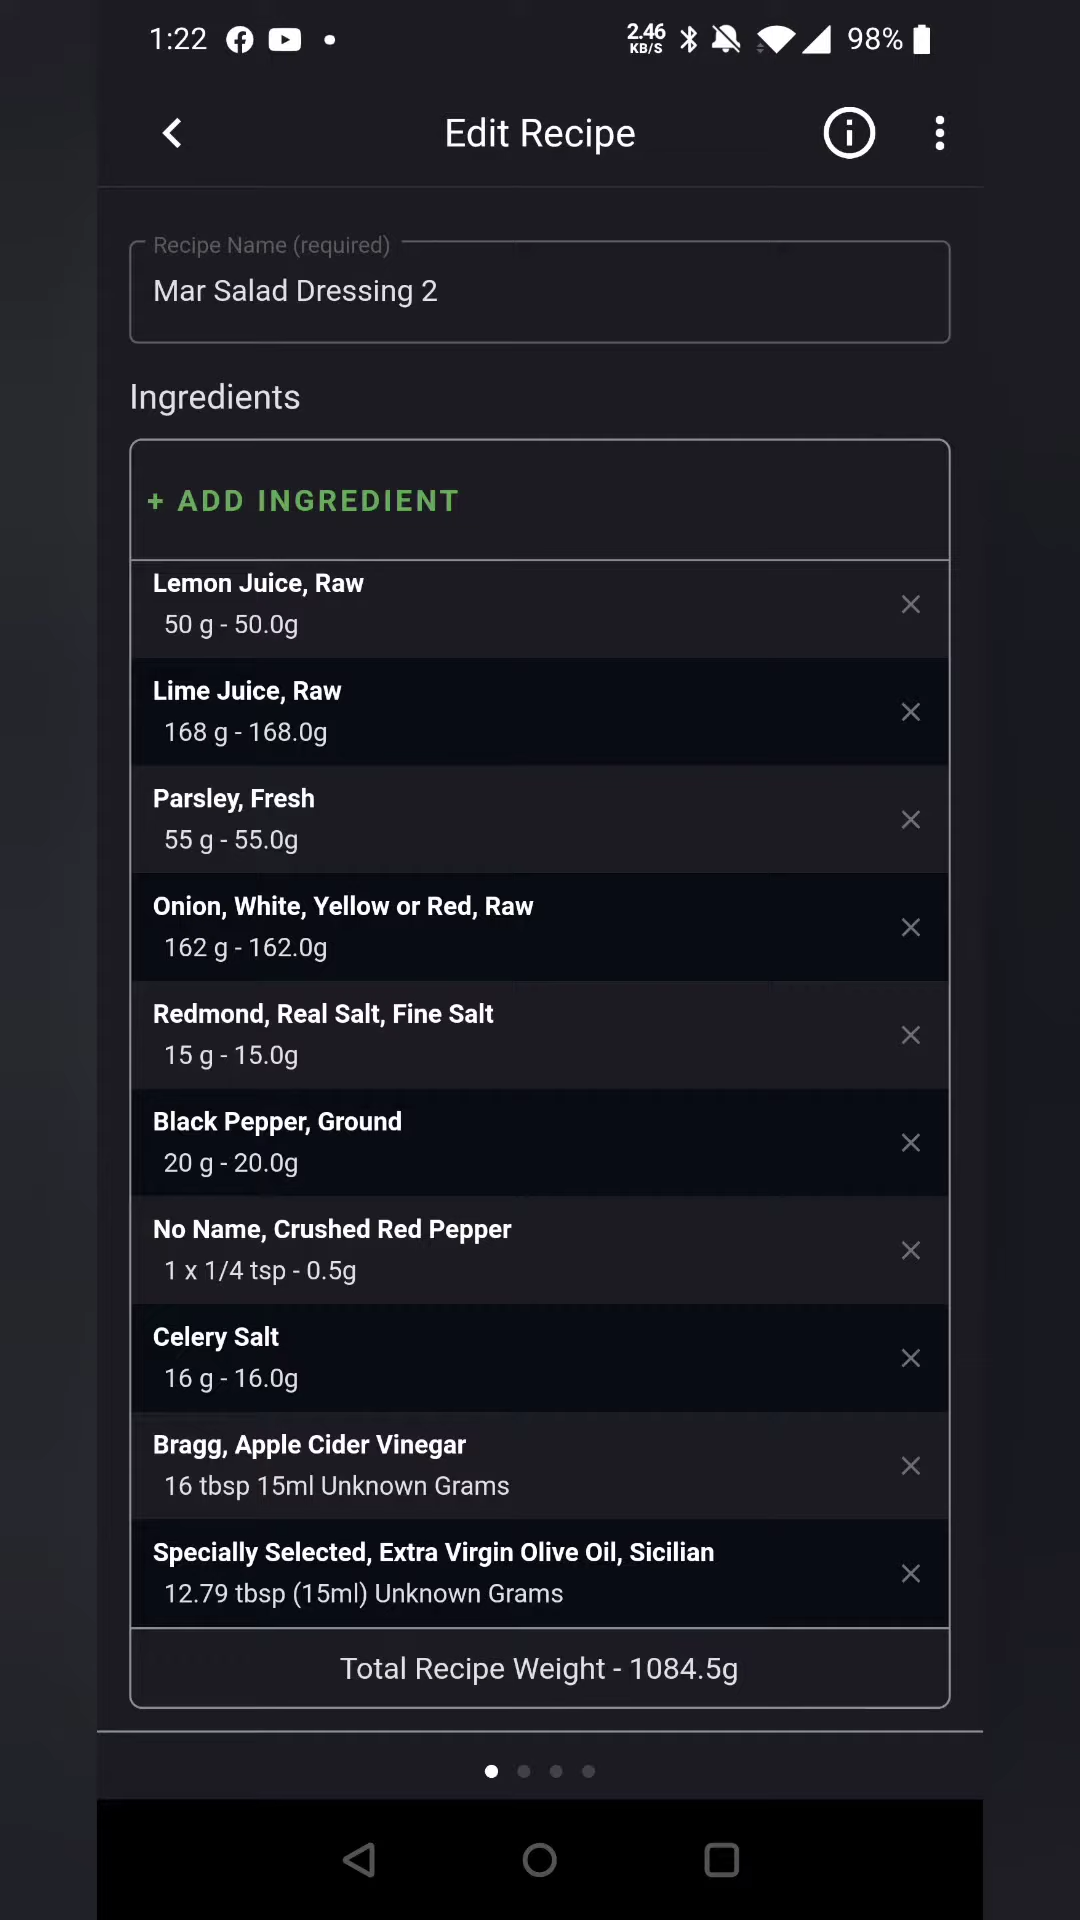 1:22
2.46
KB/S
98%
Edit Recipe
Recipe Name (required)
Mar Salad Dressing 2
Ingredients
+ ADD INGREDIENT
Lemon Juice, Raw
50 g - 50.0g
Lime Juice, Raw
168 g - 168.0g
Parsley, Fresh
55 g - 55.0g
Onion, White, Yellow or Red, Raw
162 g - 162.0g
Redmond, Real Salt, Fine Salt
15 g - 15.0g
Black Pepper, Ground
20 g - 20.0g
No Name, Crushed Red Pepper
1 x 1/4 tsp - 0.5g
Celery Salt
16 g - 16.0g
Bragg, Apple Cider Vinegar
16 tbsp 15ml Unknown Grams
Specially Selected, Extra Virgin Olive Oil, Sicilian
12.79 tbsp (15ml) Unknown Grams
Total Recipe Weight - 1084.5g